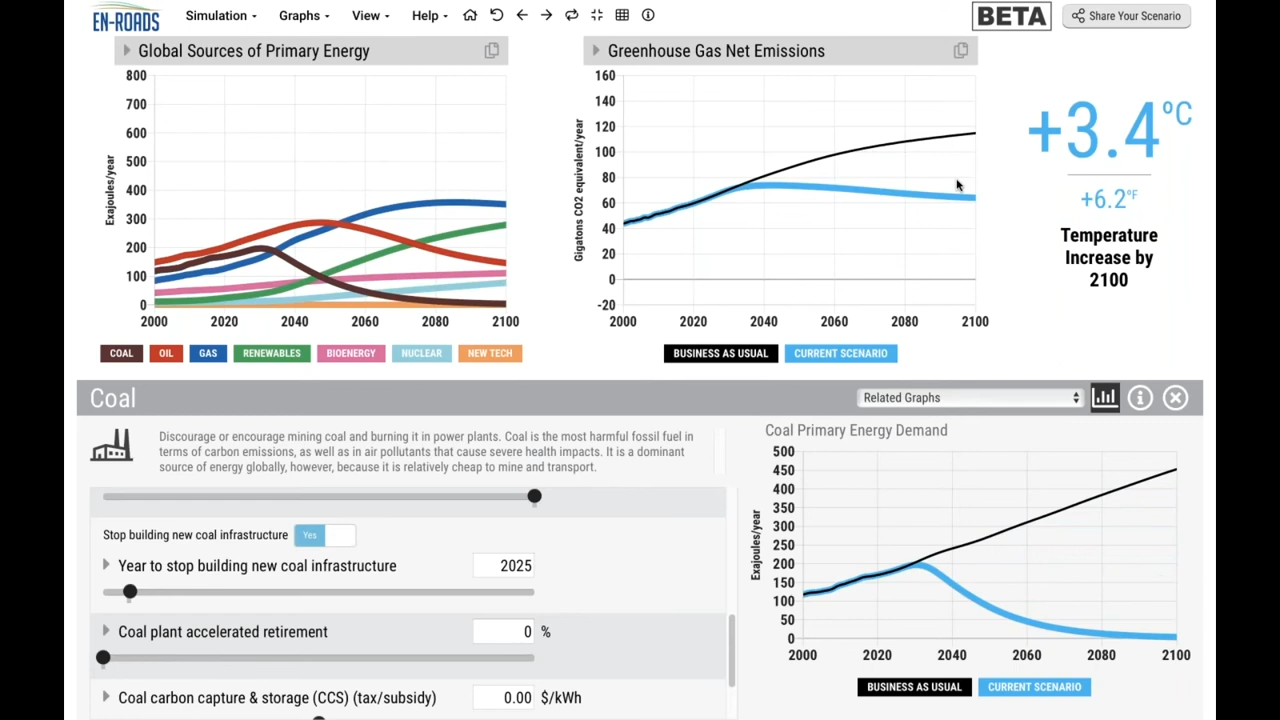 EN-ROADS
Simulation Graphs View Help
BETA
Share Your Scenario
Global Sources of Primary Energy
800
700
600
500
400
300
200
100
0
Exajoules/year
2000 2020 2040 2060 2080 2100
COAL OIL GAS RENEWABLES BIOENERGY NUCLEAR NEW TECH
Greenhouse Gas Net Emissions
160
140
120
100
80
60
40
20
0
-20
Gigatons CO2 equivalent/year
2000 2020 2040 2060 2080 2100
BUSINESS AS USUAL CURRENT SCENARIO
+3.4°C
+6.2°F
Temperature
Increase by
2100
Coal
Related Graphs
Discourage or encourage mining coal and burning it in power plants. Coal is the most harmful fossil fuel in
terms of carbon emissions, as well as in air pollutants that cause severe health impacts. It is a dominant
source of energy globally, however, because it is relatively cheap to mine and transport.
Stop building new coal infrastructure Yes
Year to stop building new coal infrastructure 2025
Coal plant accelerated retirement 0 %
Coal carbon capture & storage (CCS) (tax/subsidy) 0.00 $/kWh
Coal Primary Energy Demand
500
450
400
350
300
250
200
150
100
50
0
Exajoules/year
2000 2020 2040 2060 2080 2100
BUSINESS AS USUAL CURRENT SCENARIO